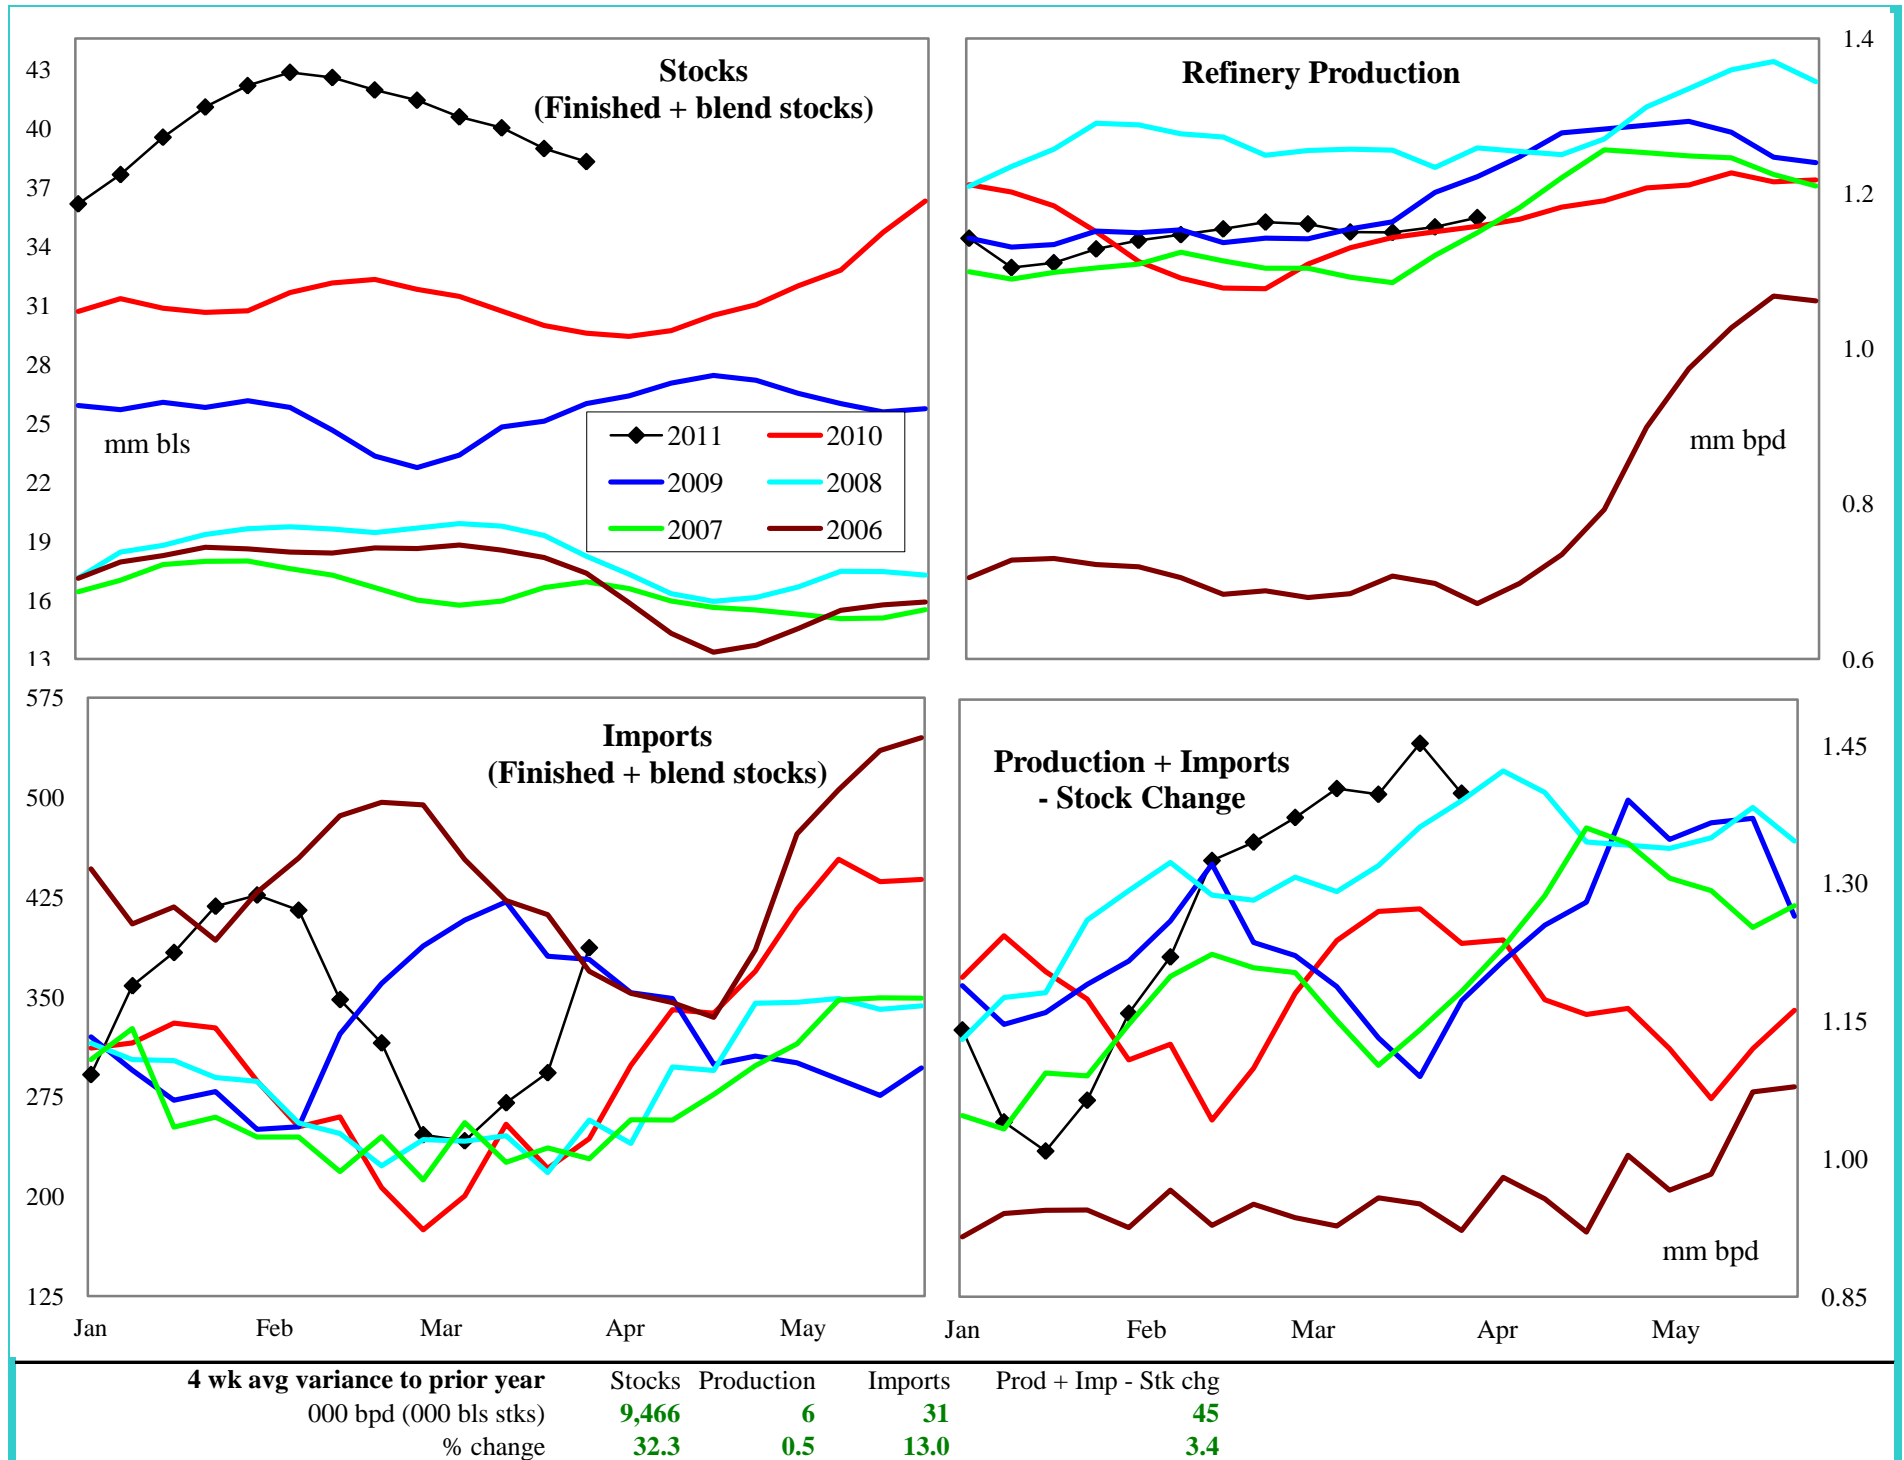 Stocks
(Finished + blend stocks)
43
40
37
34
31
28
25
22
19
16
13
mm bls
2011 2010
2009 2008
2007 2006
Refinery Production
1.4
1.2
1.0
0.8
0.6
mm bpd
Imports
(Finished + blend stocks)
575
500
425
350
275
200
125
Jan Feb Mar Apr May
Production + Imports
- Stock Change
1.45
1.30
1.15
1.00
0.85
mm bpd
Jan Feb Mar Apr May
4 wk avg variance to prior year Stocks Production Imports Prod + Imp - Stk chg
000 bpd (000 bls stks) 9,466 6 31 45
% change 32.3 0.5 13.0 3.4